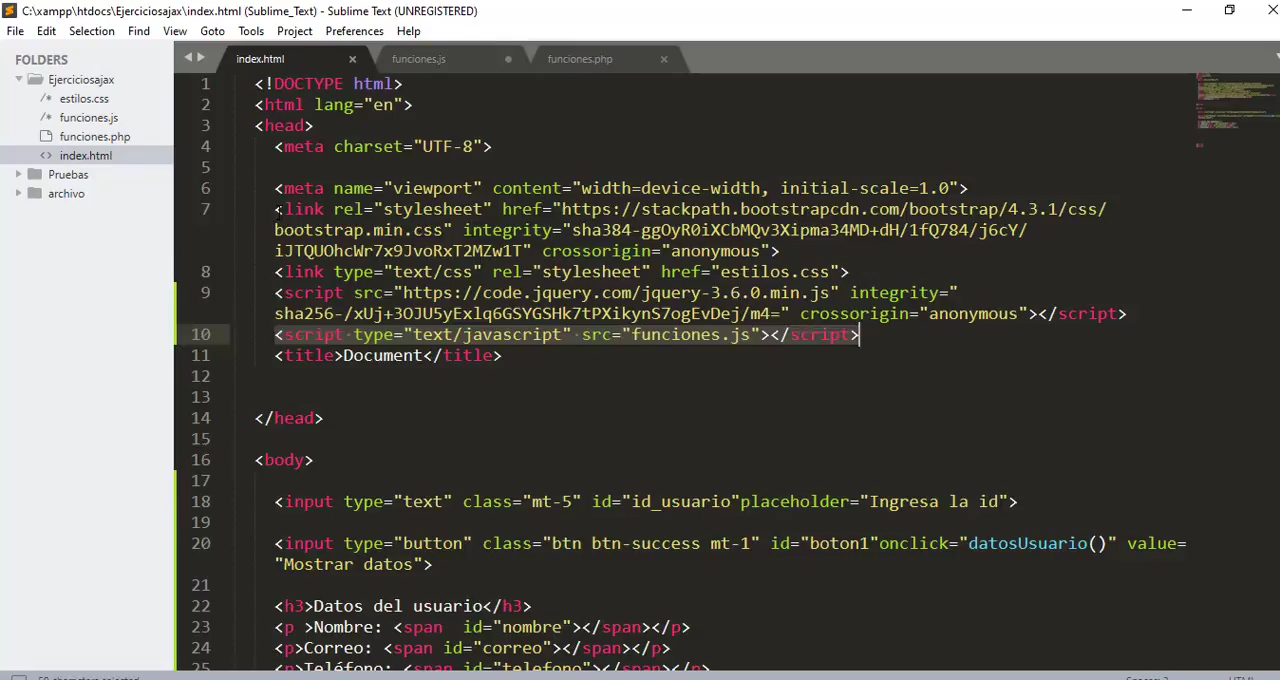 C:\xampp\htdocs\Ejerciciosajax\index.html (Sublime_Text) - Sublime Text (UNREGISTERED)
File Edit Selection Find View Goto Tools Project Preferences Help
FOLDERS
Ejerciciosajax
/* estilos.css
/* funciones.js
funciones.php
<> index.html
Pruebas
archivo
index.html × funciones.js funciones.php ×
1 <!DOCTYPE html>
2 <html lang="en">
3 <head>
4 <meta charset="UTF-8">
5
6 <meta name="viewport" content="width=device-width, initial-scale=1.0">
7 <link rel="stylesheet" href="https://stackpath.bootstrapcdn.com/bootstrap/4.3.1/css/
bootstrap.min.css" integrity="sha384-ggOyR0iXCbMQv3Xipma34MD+dH/1fQ784/j6cY/
iJTQUOhcWr7x9JvoRxT2MZw1T" crossorigin="anonymous">
8 <link type="text/css" rel="stylesheet" href="estilos.css">
9 <script src="https://code.jquery.com/jquery-3.6.0.min.js" integrity="
sha256-/xUj+3OJU5yEx1q6GSYGSHk7tPXikynS7ogEvDej/m4=" crossorigin="anonymous"></script>
10 <script type="text/javascript" src="funciones.js"></script>
11 <title>Document</title>
12
13
14 </head>
15
16 <body>
17
18 <input type="text" class="mt-5" id="id_usuario"placeholder="Ingresa la id">
19
20 <input type="button" class="btn btn-success mt-1" id="boton1"onclick="datosUsuario()" value=
"Mostrar datos">
21
22 <h3>Datos del usuario</h3>
23 <p >Nombre: <span  id="nombre"></span></p>
24 <p>Correo: <span id="correo"></span></p>
25 <p>Teléfono: <span id="telefono"></span></p>